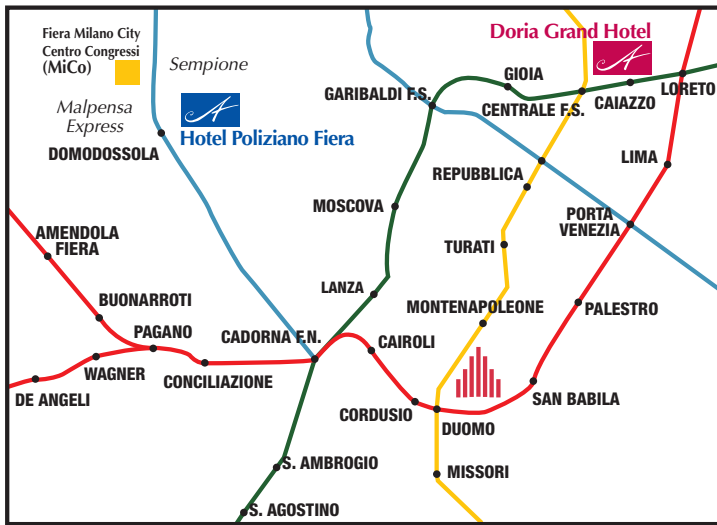 Fiera Milano City
Centro Congressi
(MiCo)
Sempione
Malpensa
Express
A
Hotel Poliziano Fiera
DOMODOSSOLA
Doria Grand Hotel
A
GIOIA
GARIBALDI F.S.
CENTRALE F.S.
CAIAZZO
LORETO
LIMA
REPUBBLICA
MOSCOVA
PORTA
VENEZIA
AMENDOLA
FIERA
TURATI
LANZA
BUONARROTI
MONTENAPOLEONE
PALESTRO
PAGANO
CADORNA F.N.
CAIROLI
WAGNER
CONCILIAZIONE
DE ANGELI
SAN BABILA
CORDUSIO
DUOMO
S. AMBROGIO
MISSORI
S. AGOSTINO